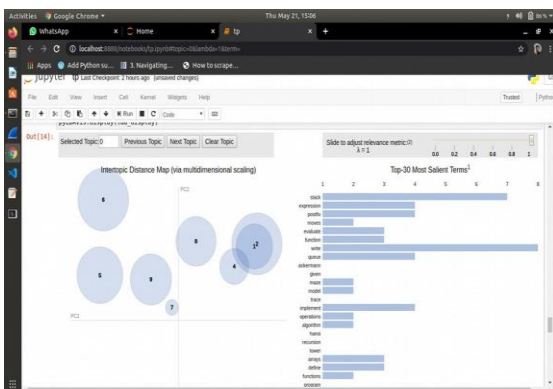 Activities Google Chrome Thu May 21, 15:06
WhatsApp Home tp
localhost:8888/notebooks/tp.ipynb#topic=0&lambda=1&term=
Apps Add Python su... 3. Navigating... How to scrape...
jupyter tp Last Checkpoint: 2 hours ago (unsaved changes)
File Edit View Insert Cell Kernel Widgets Help Trusted
Run Code
Out[14]:
Selected Topic: 0 Previous Topic Next Topic Clear Topic
Slide to adjust relevance metric:(2)
λ = 1
0.0 0.2 0.4 0.6 0.8 1
Intertopic Distance Map (via multidimensional scaling)
PC2
6
8
1 2
4
5
9
7
PC1
Top-30 Most Salient Terms1
1 2 3 4 5 6 7 8
stack
expression
postfix
moves
evaluate
function
write
queue
ackermann
given
maze
model
trace
implement
operations
algorithm
hanoi
recursion
tower
arrays
define
functions
program